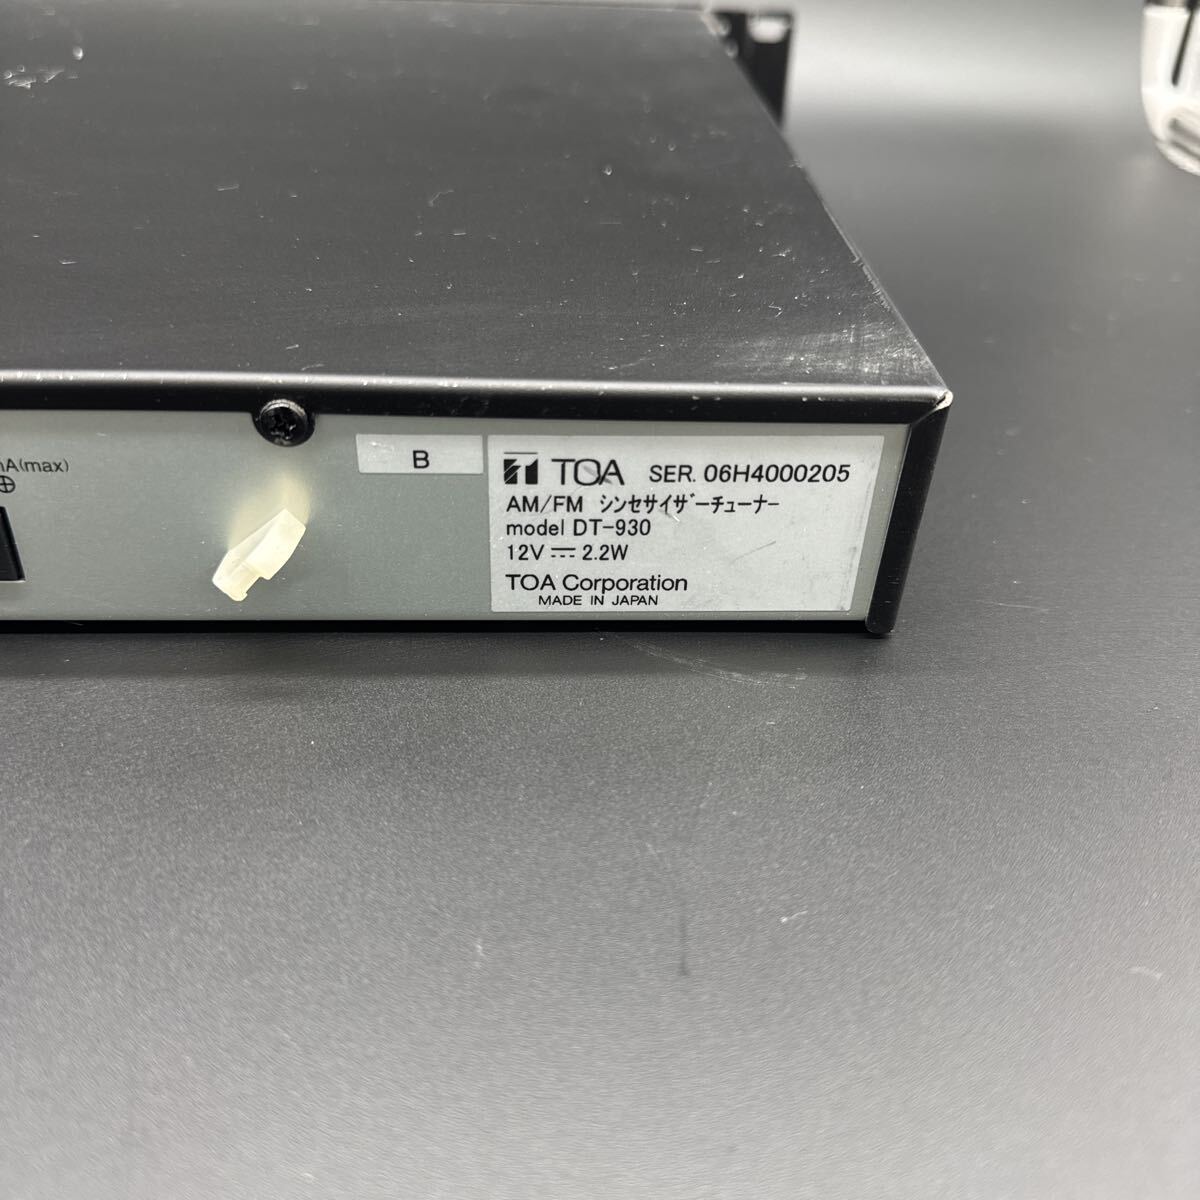 mA(max)
⊕
B
TOA SER. 06H4000205
AM/FM シンセサイザーチューナー
model DT-930
12V ⎓ 2.2W
TOA Corporation
MADE IN JAPAN